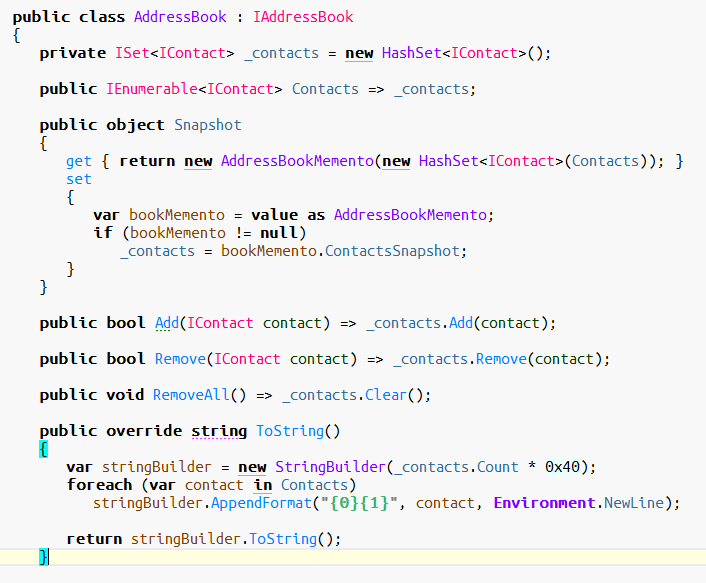 public class AddressBook : IAddressBook
{
private ISet<IContact> _contacts = new HashSet<IContact>();
public IEnumerable<IContact> Contacts => _contacts;
public object Snapshot
{
get { return new AddressBookMemento(new HashSet<IContact>(Contacts)); }
set
{
var bookMemento = value as AddressBookMemento;
if (bookMemento != null)
_contacts = bookMemento.ContactsSnapshot;
}
}
public bool Add(IContact contact) => _contacts.Add(contact);
public bool Remove(IContact contact) => _contacts.Remove(contact);
public void RemoveAll() => _contacts.Clear();
public override string ToString()
{
var stringBuilder = new StringBuilder(_contacts.Count * 0x40);
foreach (var contact in Contacts)
stringBuilder.AppendFormat("{0}{1}", contact, Environment.NewLine);
return stringBuilder.ToString();
}